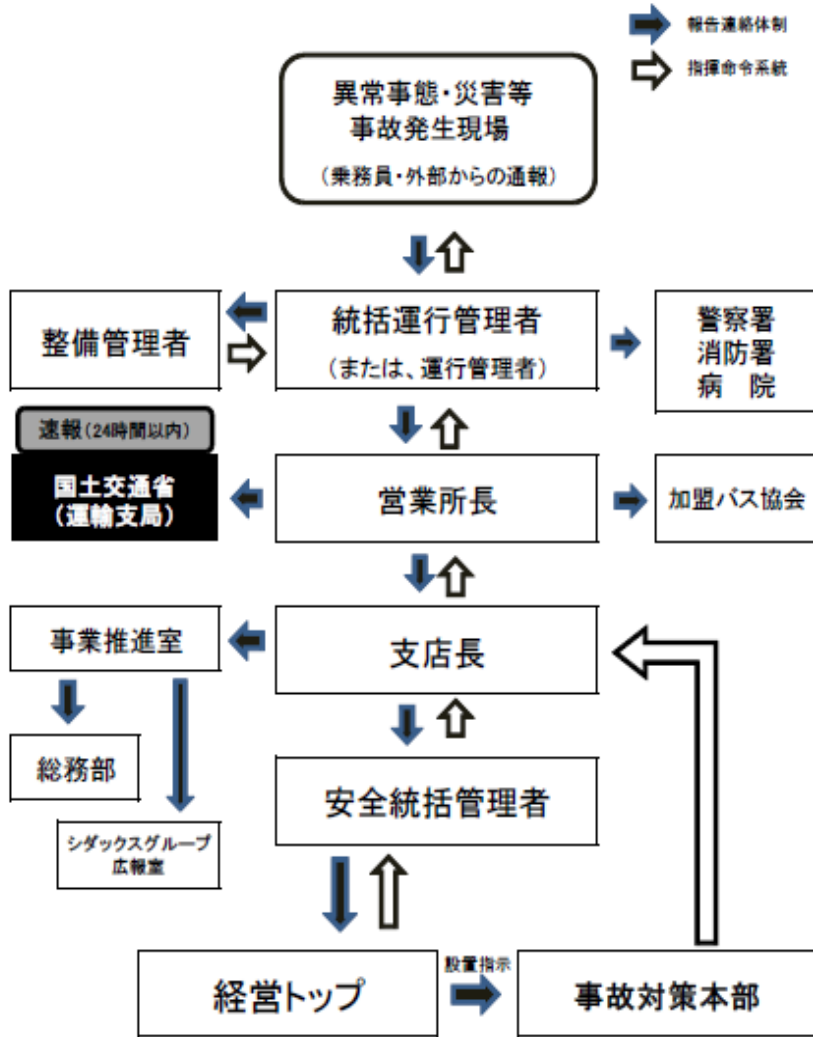 報告連絡体制
指揮命令系統
異常事態・災害等
事故発生現場
(乗務員・外部からの通報)
整備管理者
統括運行管理者
(または、運行管理者)
警察署
消防署
病　院
速報(24時間以内)
国土交通省
(運輸支局)
営業所長
加盟バス協会
事業推進室
支店長
総務部
安全統括管理者
シダックスグループ
広報室
経営トップ
設置指示
事故対策本部